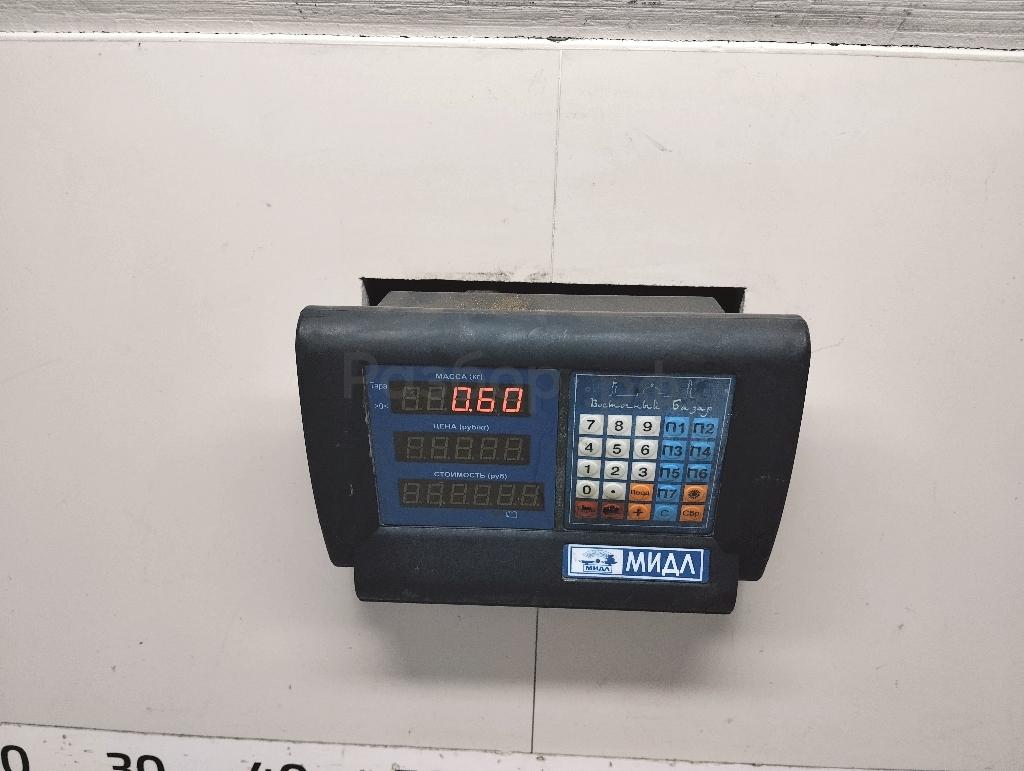 МАССА (кг)
Тара
>0<
0.60
ЦЕНА (руб/кг)
СТОИМОСТЬ (руб)
Восточный базар
7 8 9 П1 П2
4 5 6 П3 П4
1 2 3 П5 П6
0 . П7
+ С Сбр.
МИДЛ
МИДЛ
0 30 40